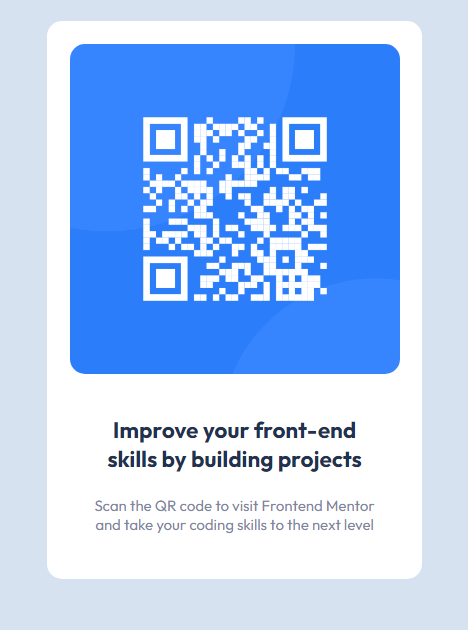 Improve your front-end
skills by building projects
Scan the QR code to visit Frontend Mentor
and take your coding skills to the next level